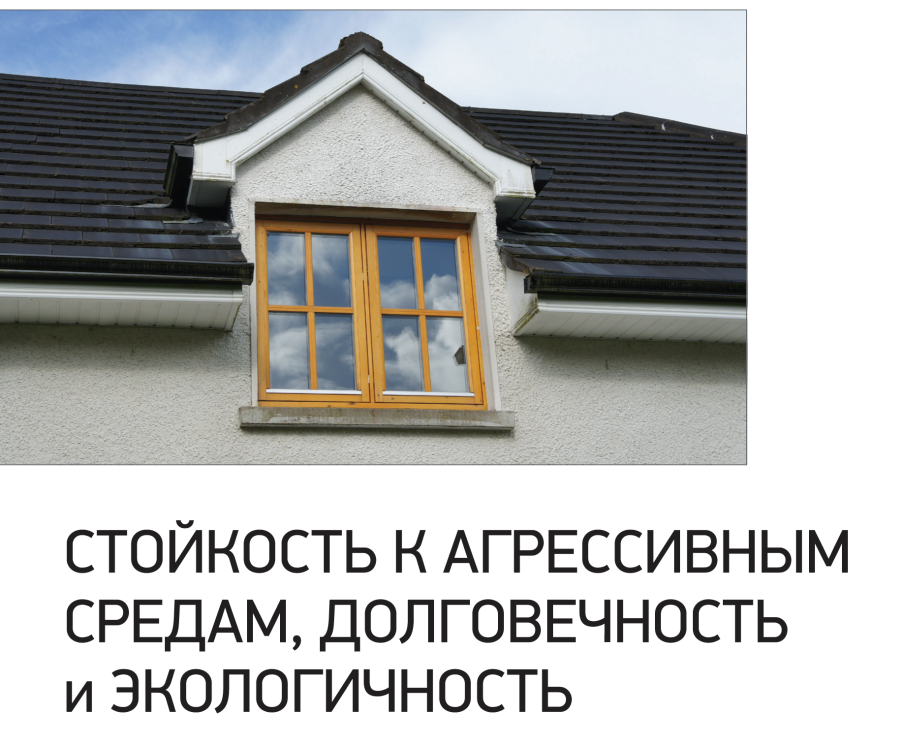 СТОЙКОСТЬ К АГРЕССИВНЫМ
СРЕДАМ, ДОЛГОВЕЧНОСТЬ
и ЭКОЛОГИЧНОСТЬ